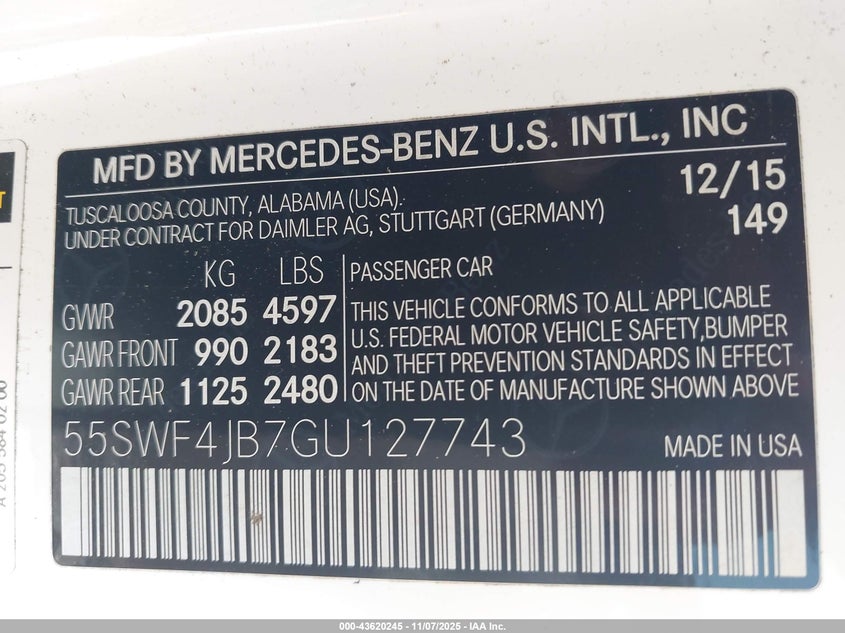 MFD BY MERCEDES-BENZ U.S. INTL., INC
TUSCALOOSA COUNTY, ALABAMA (USA).
UNDER CONTRACT FOR DAIMLER AG, STUTTGART (GERMANY)
12/15
149
KG LBS
GVWR 2085 4597
GAWR FRONT 990 2183
GAWR REAR 1125 2480
PASSENGER CAR
THIS VEHICLE CONFORMS TO ALL APPLICABLE
U.S. FEDERAL MOTOR VEHICLE SAFETY,BUMPER
AND THEFT PREVENTION STANDARDS IN EFFECT
ON THE DATE OF MANUFACTURE SHOWN ABOVE
55SWF4JB7GU127743
MADE IN USA
000-43620245 - 11/07/2025 - IAA Inc.